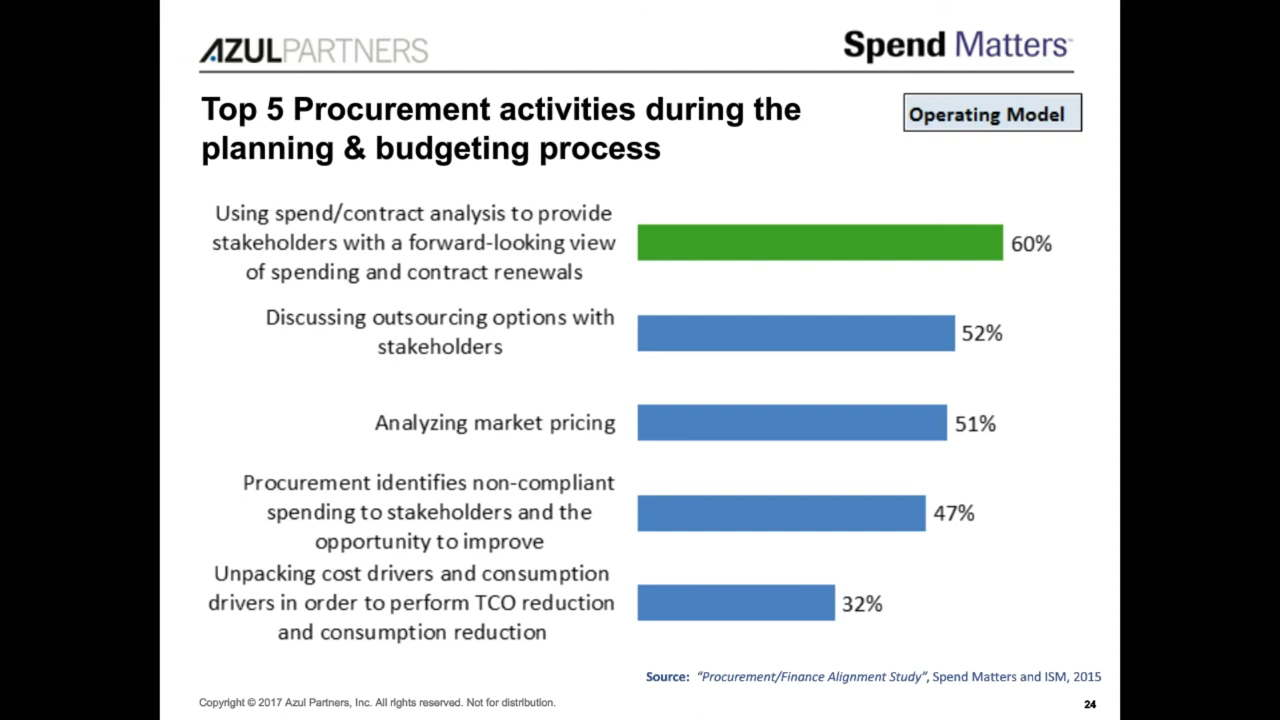 AZULPARTNERS
Spend Matters™
Top 5 Procurement activities during the
planning & budgeting process
Operating Model
Using spend/contract analysis to provide
stakeholders with a forward-looking view
of spending and contract renewals
60%
Discussing outsourcing options with
stakeholders
52%
Analyzing market pricing
51%
Procurement identifies non-compliant
spending to stakeholders and the
opportunity to improve
47%
Unpacking cost drivers and consumption
drivers in order to perform TCO reduction
and consumption reduction
32%
Source: “Procurement/Finance Alignment Study”, Spend Matters and ISM, 2015
Copyright © 2017 Azul Partners, Inc. All rights reserved. Not for distribution.
24